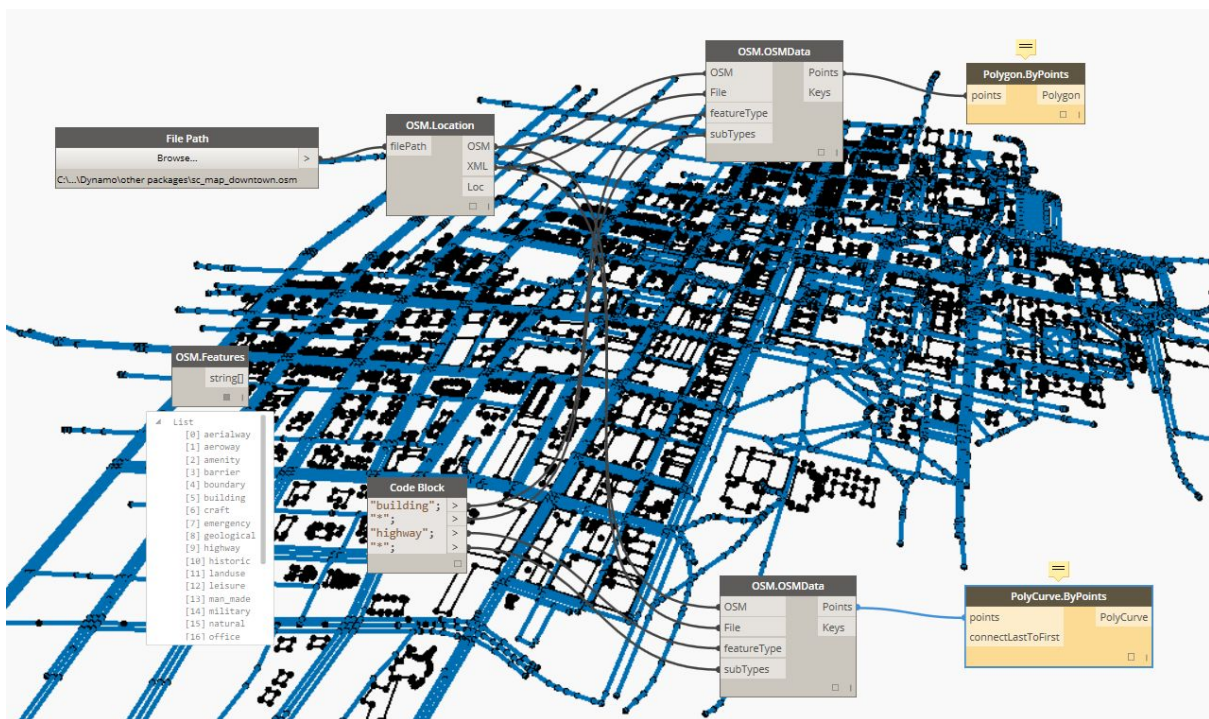 File Path
Browse... >
C:\...\Dynamo\other packages\sc_map_downtown.osm
OSM.Location
filePath OSM
XML
Loc
OSM.OSMData
OSM Points
File Keys
featureType
subTypes
Polygon.ByPoints
points Polygon
OSM.Features
string[]
List
[0] aerialway
[1] aeroway
[2] amenity
[3] barrier
[4] boundary
[5] building
[6] craft
[7] emergency
[8] geological
[9] highway
[10] historic
[11] landuse
[12] leisure
[13] man_made
[14] military
[15] natural
[16] office
Code Block
"building"; >
"*"; >
"highway"; >
"*"; >
OSM.OSMData
OSM Points
File Keys
featureType
subTypes
PolyCurve.ByPoints
points PolyCurve
connectLastToFirst